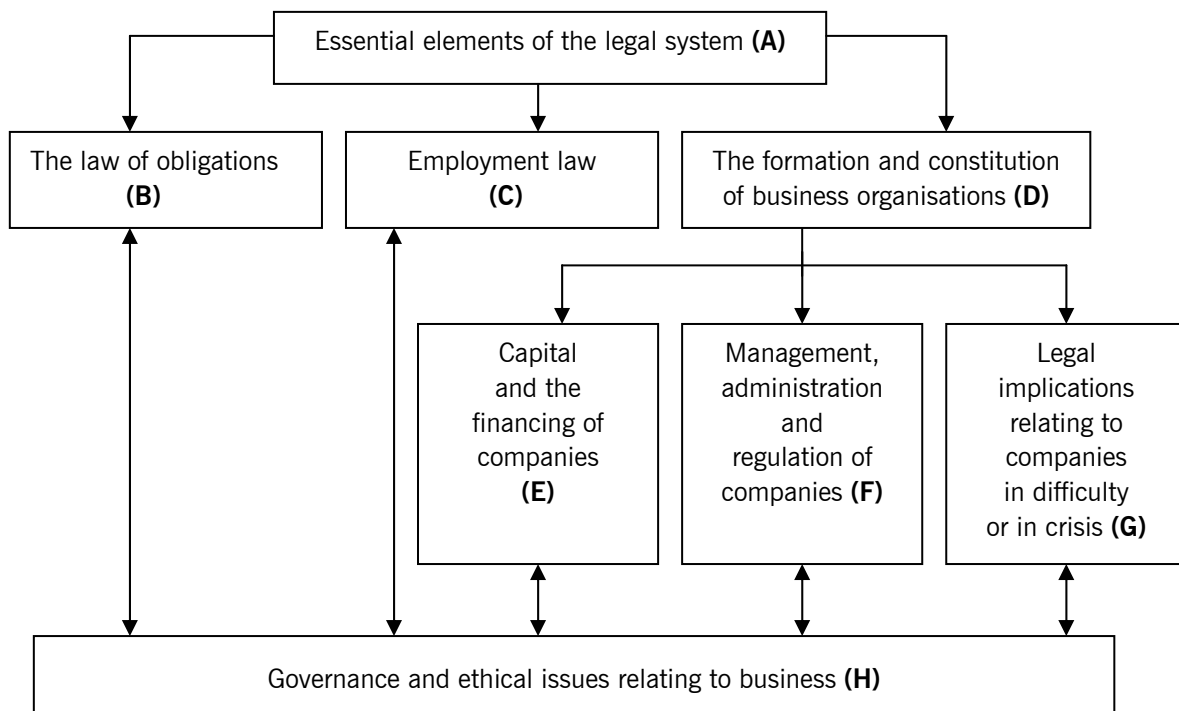 Essential elements of the legal system (A)
The law of obligations
(B)
Employment law
(C)
The formation and constitution
of business organisations (D)
Capital
and the
financing of
companies
(E)
Management,
administration
and
regulation of
companies (F)
Legal
implications
relating to
companies
in difficulty
or in crisis (G)
Governance and ethical issues relating to business (H)